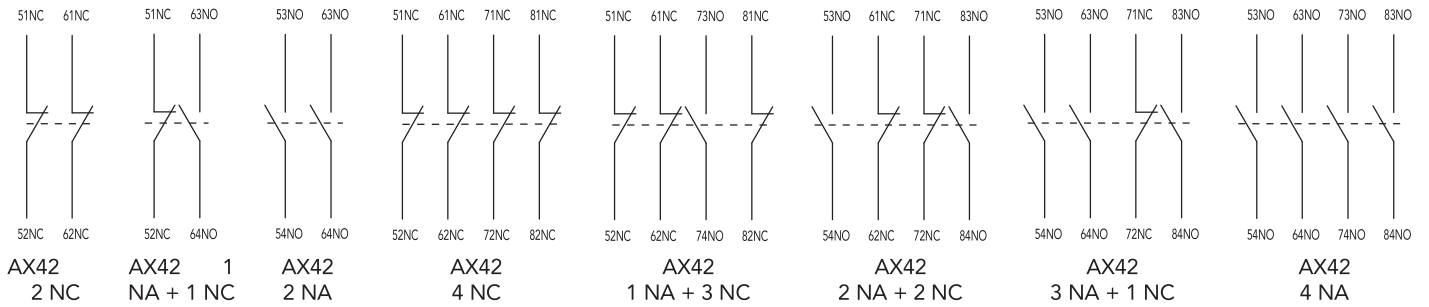 51NC 61NC 51NC 63NO 53NO 63NO 51NC 61NC 71NC 81NC 51NC 61NC 73NO 81NC 53NO 61NC 71NC 83NO 53NO 63NO 71NC 83NO 53NO 63NO 73NO 83NO
52NC 62NC 52NC 64NO 54NO 64NO 52NC 62NC 72NC 82NC 52NC 62NC 74NO 82NC 54NO 62NC 72NC 84NO 54NO 64NO 72NC 84NO 54NO 64NO 74NO 84NO
AX42 AX42 1 AX42 AX42 AX42 AX42 AX42 AX42
2 NC NA + 1 NC 2 NA 4 NC 1 NA + 3 NC 2 NA + 2 NC 3 NA + 1 NC 4 NA